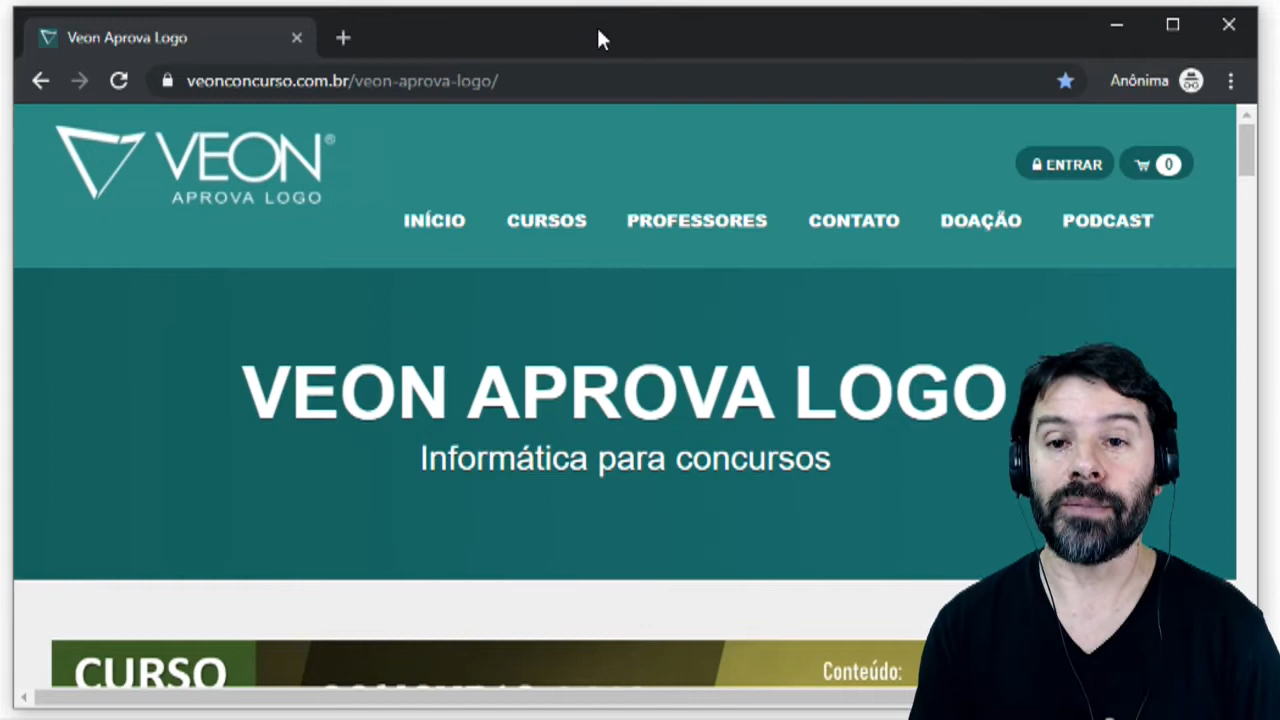 Veon Aprova Logo
veonconcurso.com.br/veon-aprova-logo/
Anônima
VEON®
APROVA LOGO
ENTRAR
0
INÍCIO CURSOS PROFESSORES CONTATO DOAÇÃO PODCAST
VEON APROVA LOGO
Informática para concursos
CURSO
Conteúdo: